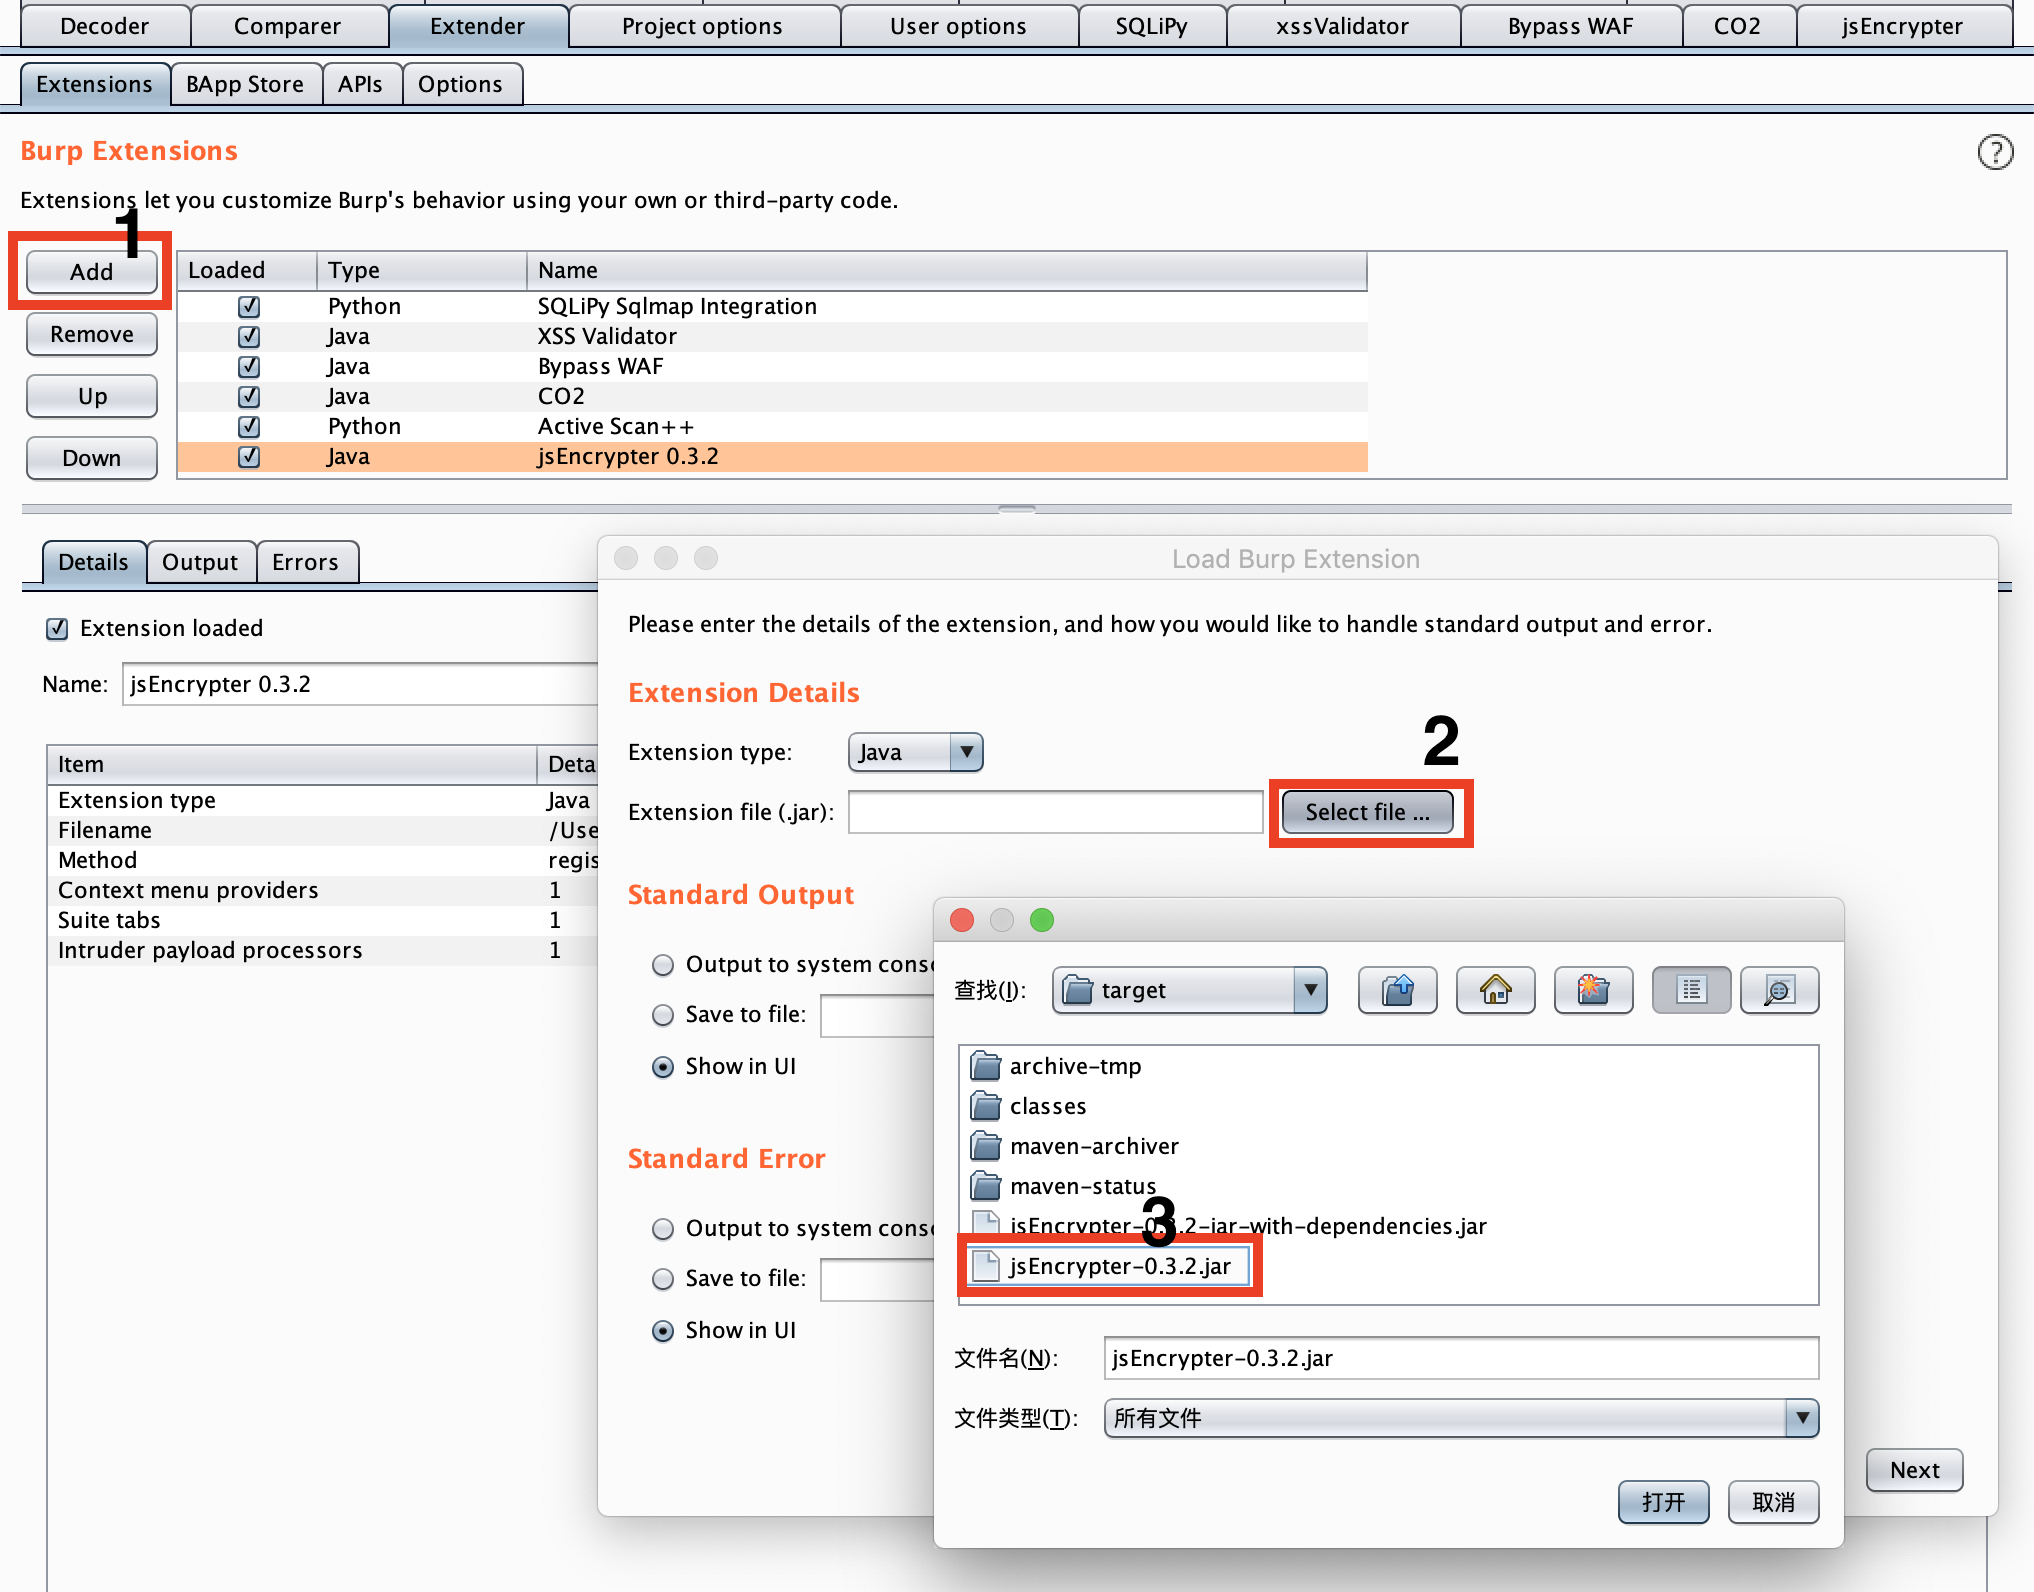 Decoder Comparer Extender Project options User options SQLiPy xssValidator Bypass WAF CO2 jsEncrypter
Extensions BApp Store APIs Options
Burp Extensions
?
Extensions let you customize Burp's behavior using your own or third-party code.
1
Add
Remove
Up
Down
Loaded Type Name
Python SQLiPy Sqlmap Integration
Java XSS Validator
Java Bypass WAF
Java CO2
Python Active Scan++
Java jsEncrypter 0.3.2
Details Output Errors
Extension loaded
Name: jsEncrypter 0.3.2
Item Deta
Extension type Java
Filename /Use
Method regis
Context menu providers 1
Suite tabs 1
Intruder payload processors 1
Load Burp Extension
Please enter the details of the extension, and how you would like to handle standard output and error.
Extension Details
Extension type: Java
2
Extension file (.jar): Select file ...
Standard Output
Output to system conso
Save to file:
Show in UI
Standard Error
Output to system conso
Save to file:
Show in UI
查找(I): target
archive-tmp
classes
maven-archiver
maven-status
jsEncrypter-0.3.2-jar-with-dependencies.jar
3
jsEncrypter-0.3.2.jar
文件名(N): jsEncrypter-0.3.2.jar
文件类型(T): 所有文件
打开 取消
Next